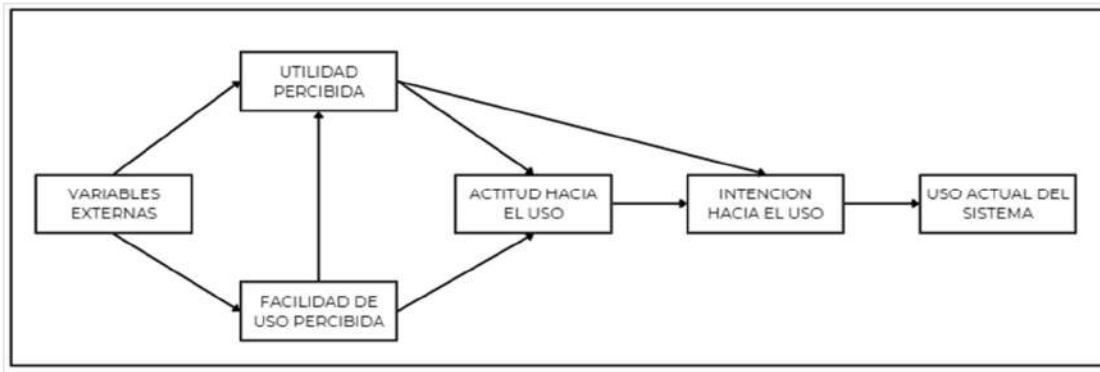 UTILIDAD
PERCIBIDA
VARIABLES
EXTERNAS
ACTITUD HACIA
EL USO
INTENCION
HACIA EL USO
USO ACTUAL DEL
SISTEMA
FACILIDAD DE
USO PERCIBIDA